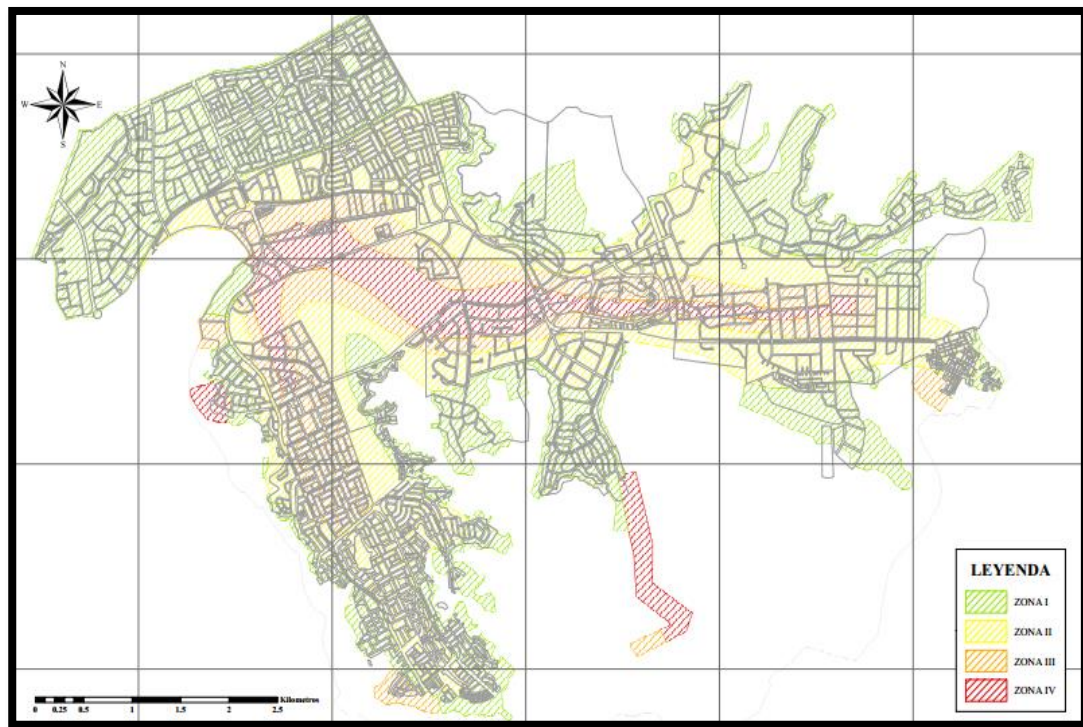 N
W E
S
LEYENDA
ZONA I
ZONA II
ZONA III
ZONA IV
Kilometros
0 0.25 0.5 1 1.5 2 2.5